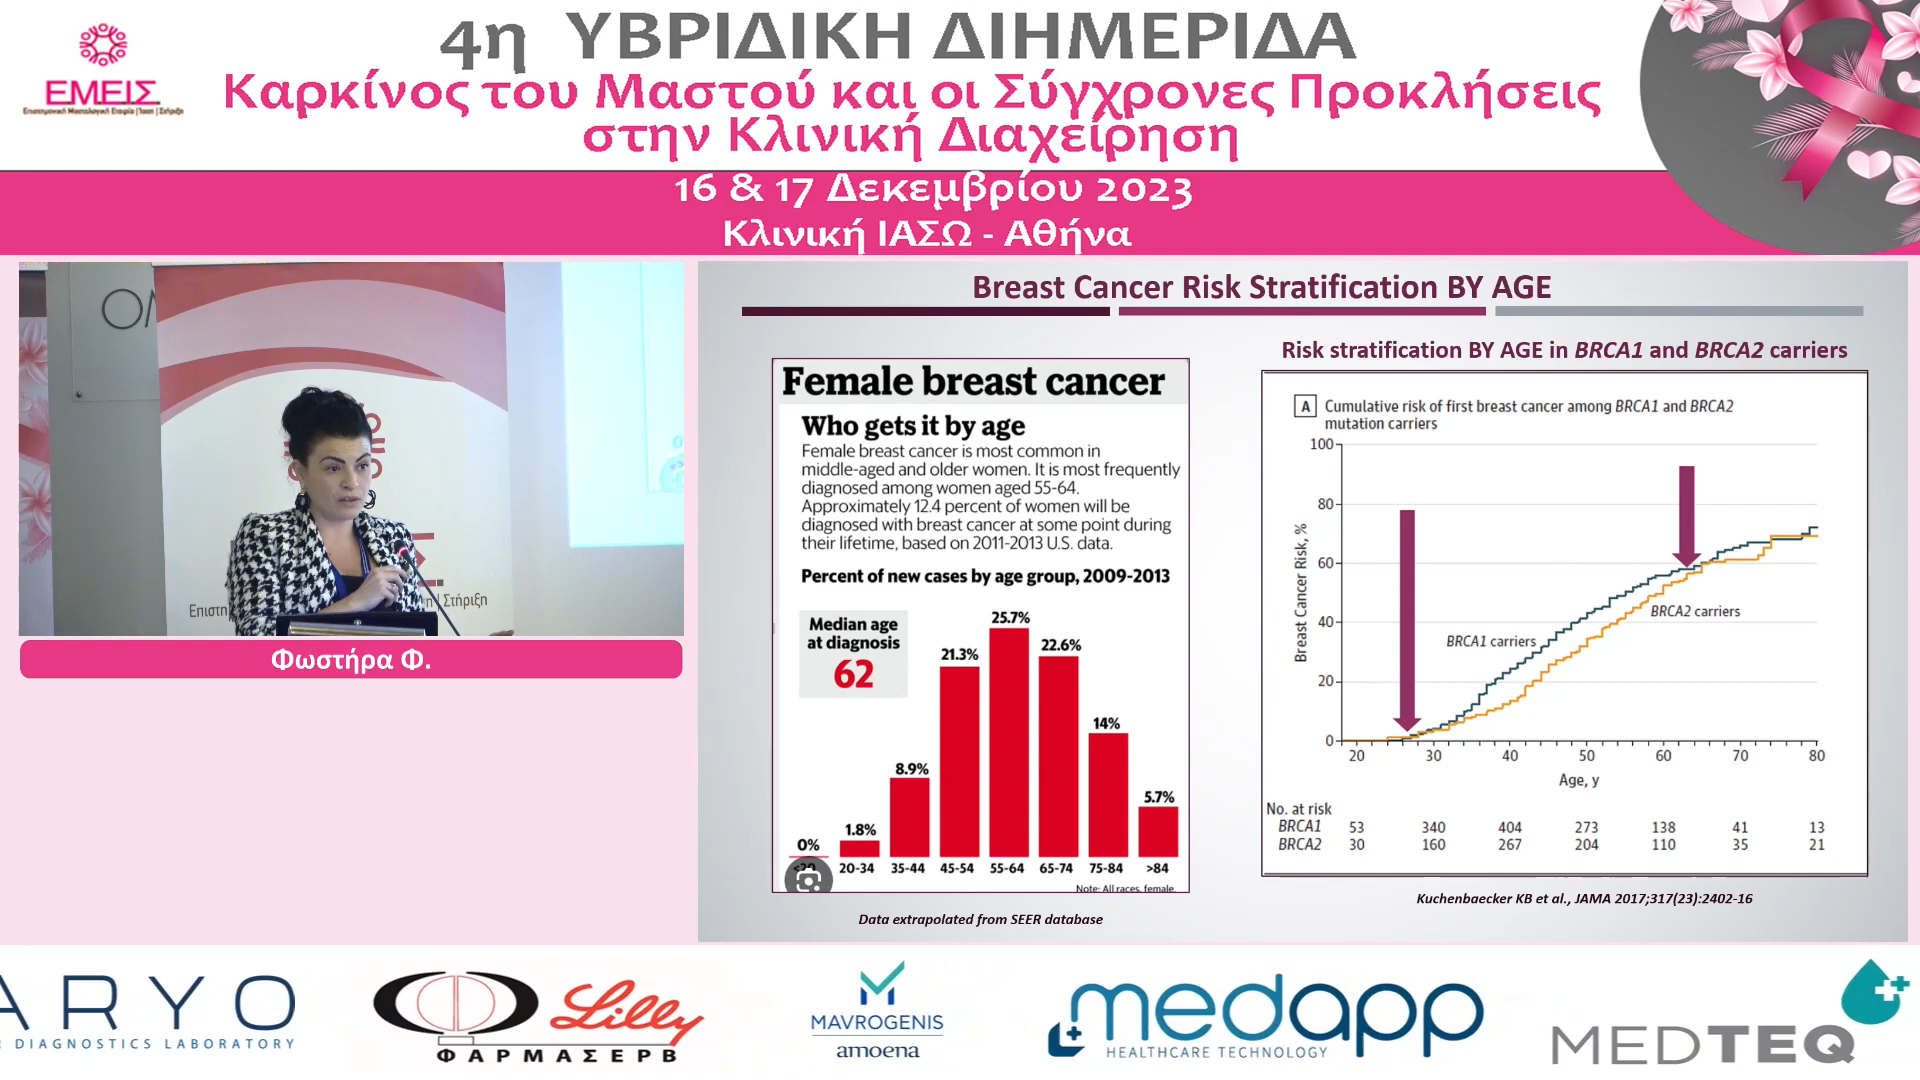 4η ΥΒΡΙΔΙΚΗ ΔΙΗΜΕΡΙΔΑ
Καρκίνος του Μαστού και οι Σύγχρονες Προκλήσεις
στην Κλινική Διαχείρηση
16 & 17 Δεκεμβρίου 2023
Κλινική ΙΑΣΩ - Αθήνα
ΕΜΕΙΣ
Επιστημονική Μαστολογική Εταιρία | Ίαση | Στήριξη
Επιστη
η | Στήριξη
Φωστήρα Φ.
Breast Cancer Risk Stratification BY AGE
Female breast cancer
Who gets it by age
Female breast cancer is most common in
middle-aged and older women. It is most frequently
diagnosed among women aged 55-64.
Approximately 12.4 percent of women will be
diagnosed with breast cancer at some point during
their lifetime, based on 2011-2013 U.S. data.
Percent of new cases by age group, 2009-2013
Median age
at diagnosis
62
0% 1.8% 8.9% 21.3% 25.7% 22.6% 14% 5.7%
<20 20-34 35-44 45-54 55-64 65-74 75-84 >84
Note: All races, female.
Data extrapolated from SEER database
Risk stratification BY AGE in BRCA1 and BRCA2 carriers
A Cumulative risk of first breast cancer among BRCA1 and BRCA2
mutation carriers
Breast Cancer Risk, %
100
80
60
40
20
0
BRCA1 carriers
BRCA2 carriers
20 30 40 50 60 70 80
Age, y
No. at risk
BRCA1 53 340 404 273 138 41 13
BRCA2 30 160 267 204 110 35 21
Kuchenbaecker KB et al., JAMA 2017;317(23):2402-16
ARYO
DIAGNOSTICS LABORATORY
Lilly
ΦΑΡΜΑΣΕΡΒ
MAVROGENIS
amoena
medapp
HEALTHCARE TECHNOLOGY
MEDTEQ